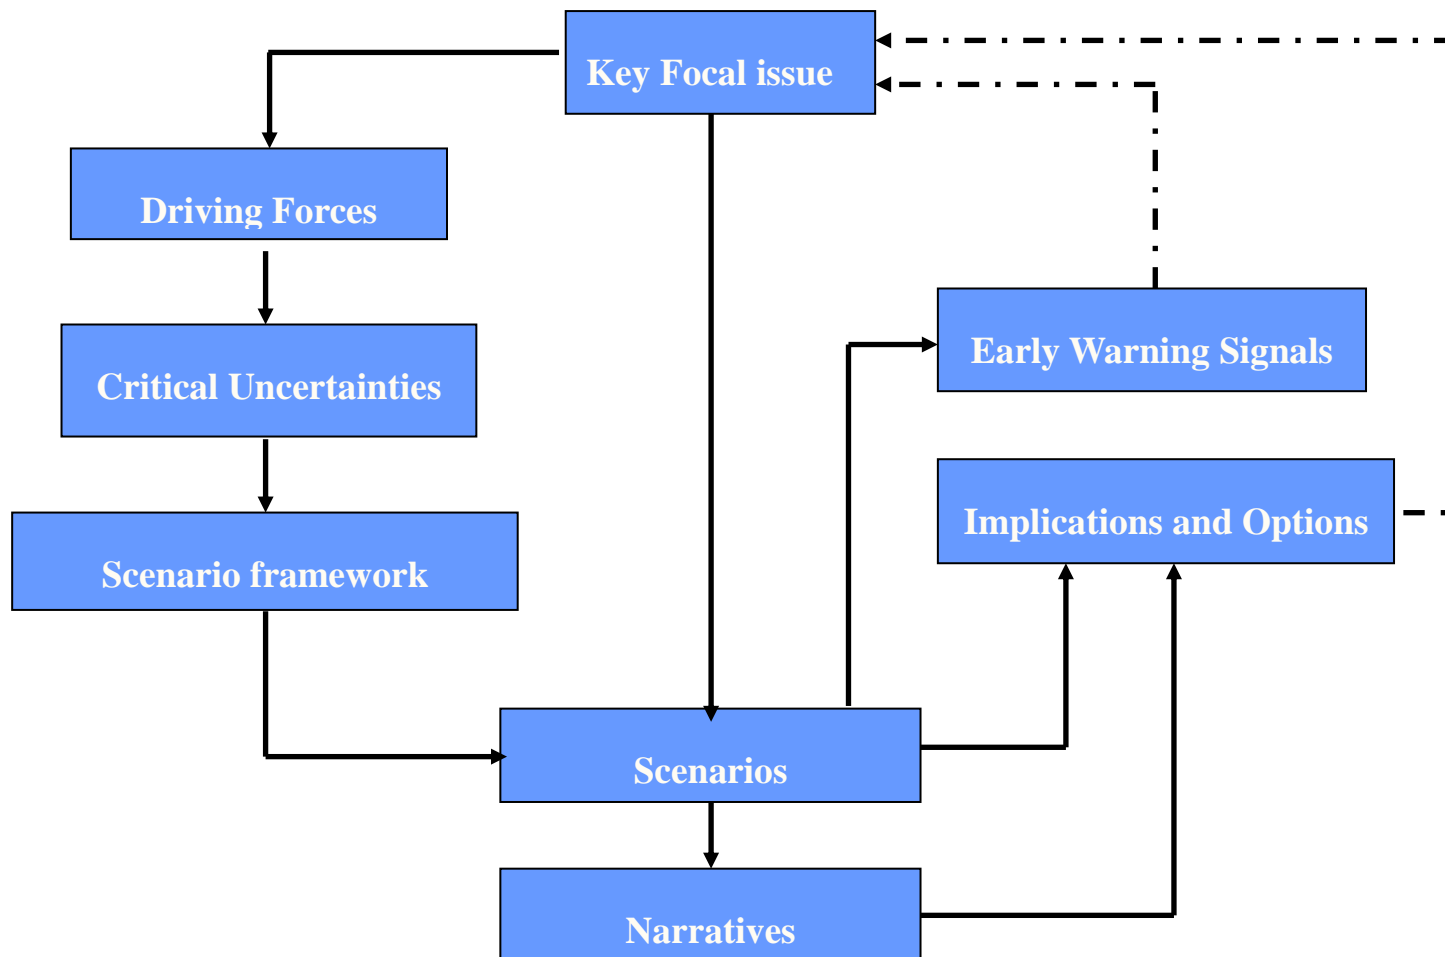 Key Focal issue
Driving Forces
Critical Uncertainties
Scenario framework
Early Warning Signals
Implications and Options
Scenarios
Narratives